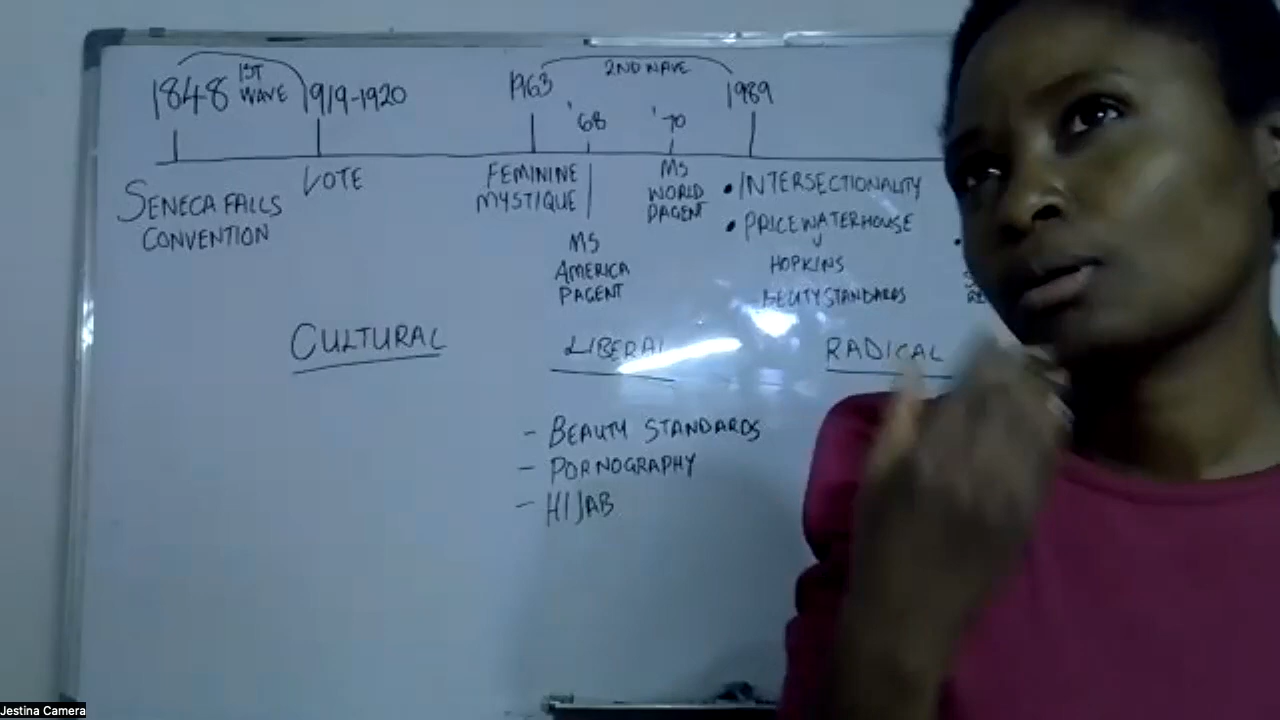 1848 1ST WAVE 1919-1920
1963 2ND WAVE 1989
'68 '70
SENECA FALLS
CONVENTION
VOTE
FEMININE
MYSTIQUE
MS
AMERICA
PAGENT
MS
WORLD
PAGENT
• INTERSECTIONALITY
• PRICEWATERHOUSE
V
HOPKINS
- BEUTY STANDARDS
CULTURAL
LIBERAL
RADICAL
- BEAUTY STANDARDS
- PORNOGRAPHY
- HIJAB
Jestina Camera